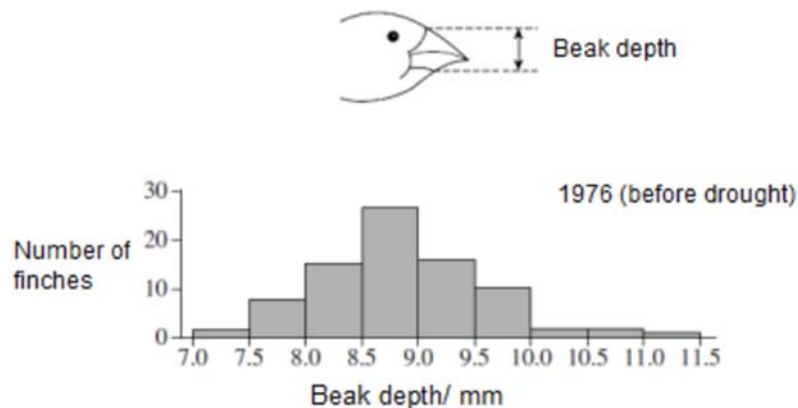 Beak depth
1976 (before drought)
30
20
10
0
Number of
finches
7.0 7.5 8.0 8.5 9.0 9.5 10.0 10.5 11.0 11.5
Beak depth/ mm